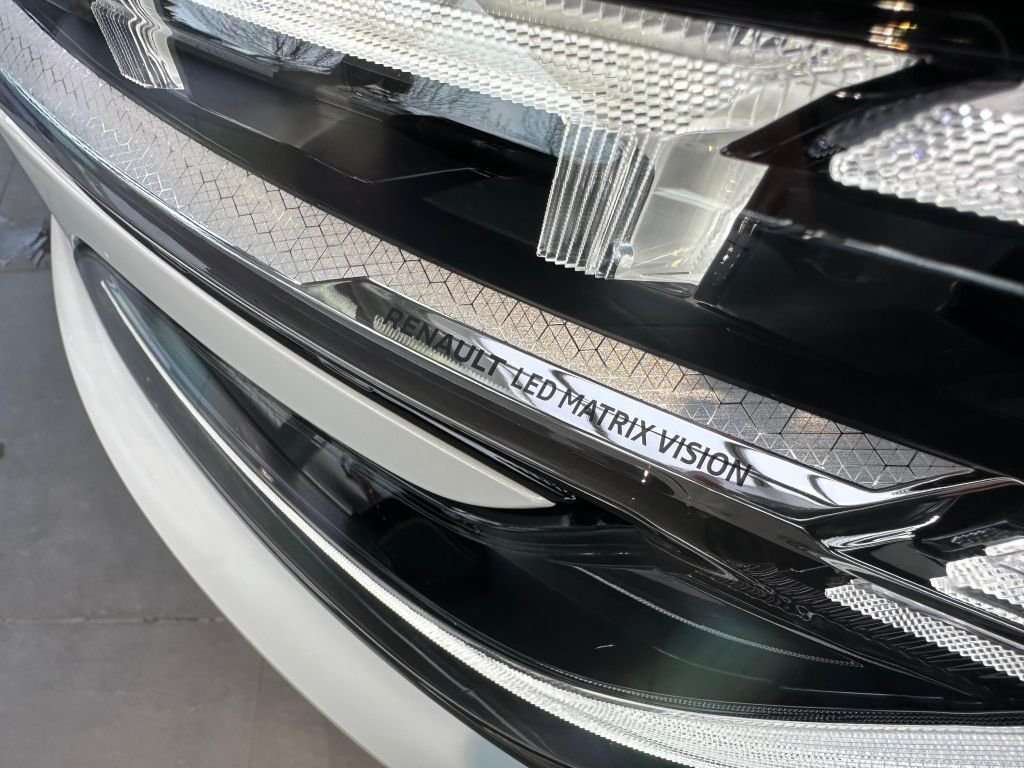 RENAULT LED MATRIX VISION